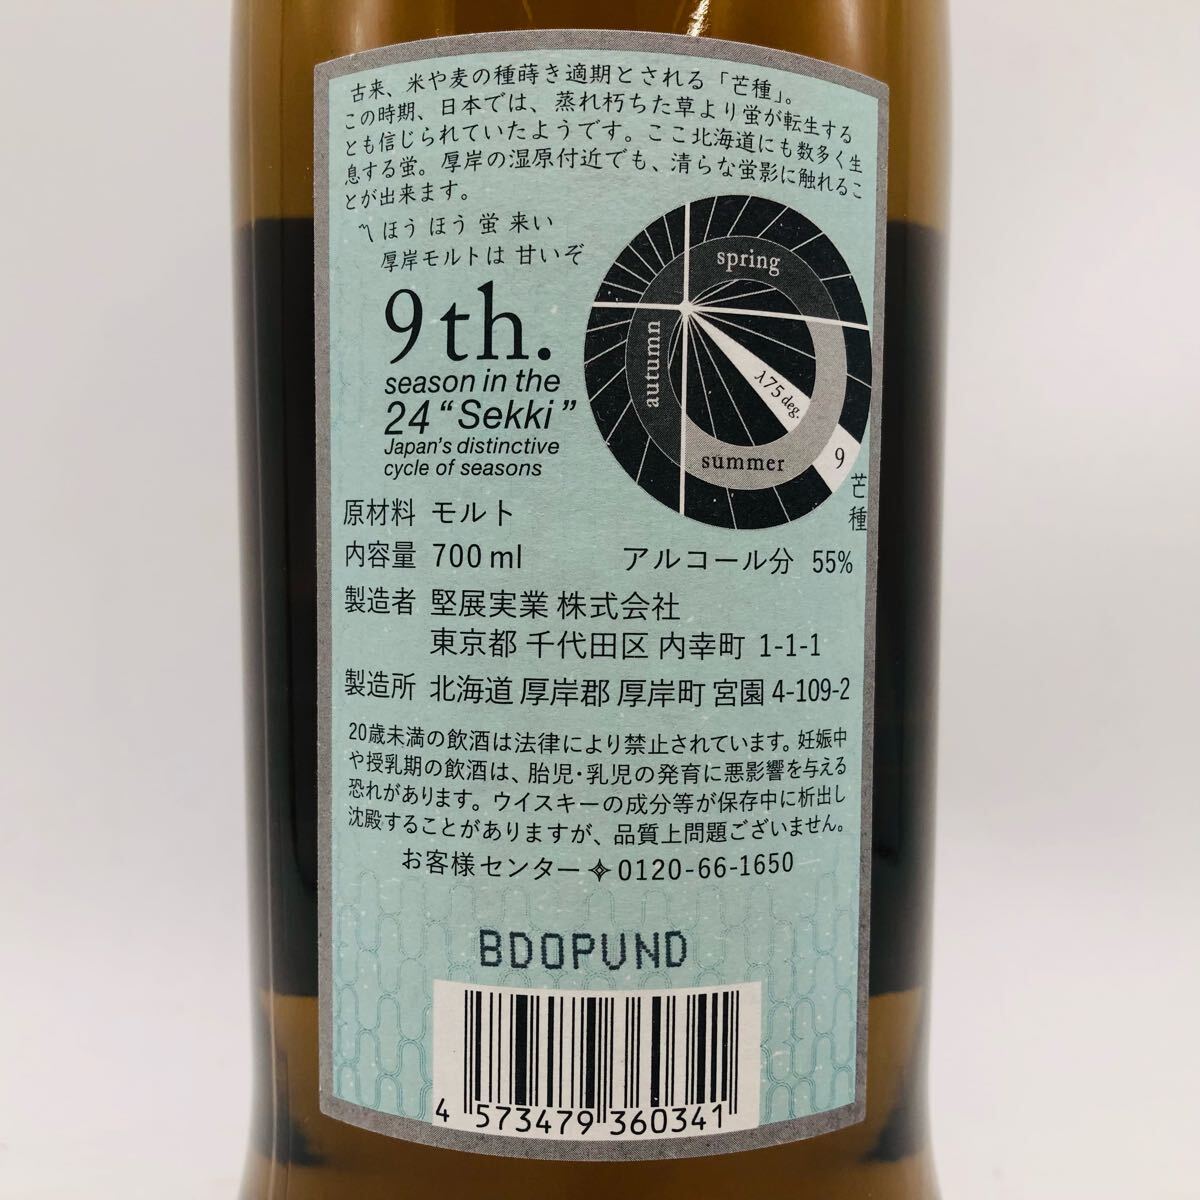 古来、米や麦の種蒔き適期とされる「芒種」。
この時期、日本では、蒸れ朽ちた草より蛍が転生する
とも信じられていたようです。ここ北海道にも数多く生
息する蛍。厚岸の湿原付近でも、清らな蛍影に触れるこ
とが出来ます。
〽ほう ほう 蛍 来い
厚岸モルトは 甘いぞ
9th.
season in the
24 “Sekki”
Japan's distinctive
cycle of seasons
spring
autumn
summer
λ75 deg.
9
芒種
原材料 モルト
内容量 700 ml アルコール分 55%
製造者 堅展実業 株式会社
東京都 千代田区 内幸町 1-1-1
製造所 北海道 厚岸郡 厚岸町 宮園 4-109-2
20歳未満の飲酒は法律により禁止されています。妊娠中
や授乳期の飲酒は、胎児・乳児の発育に悪影響を与える
恐れがあります。ウイスキーの成分等が保存中に析出し
沈殿することがありますが、品質上問題ございません。
お客様センター✧0120-66-1650
BDOPUND
4 573479 360341